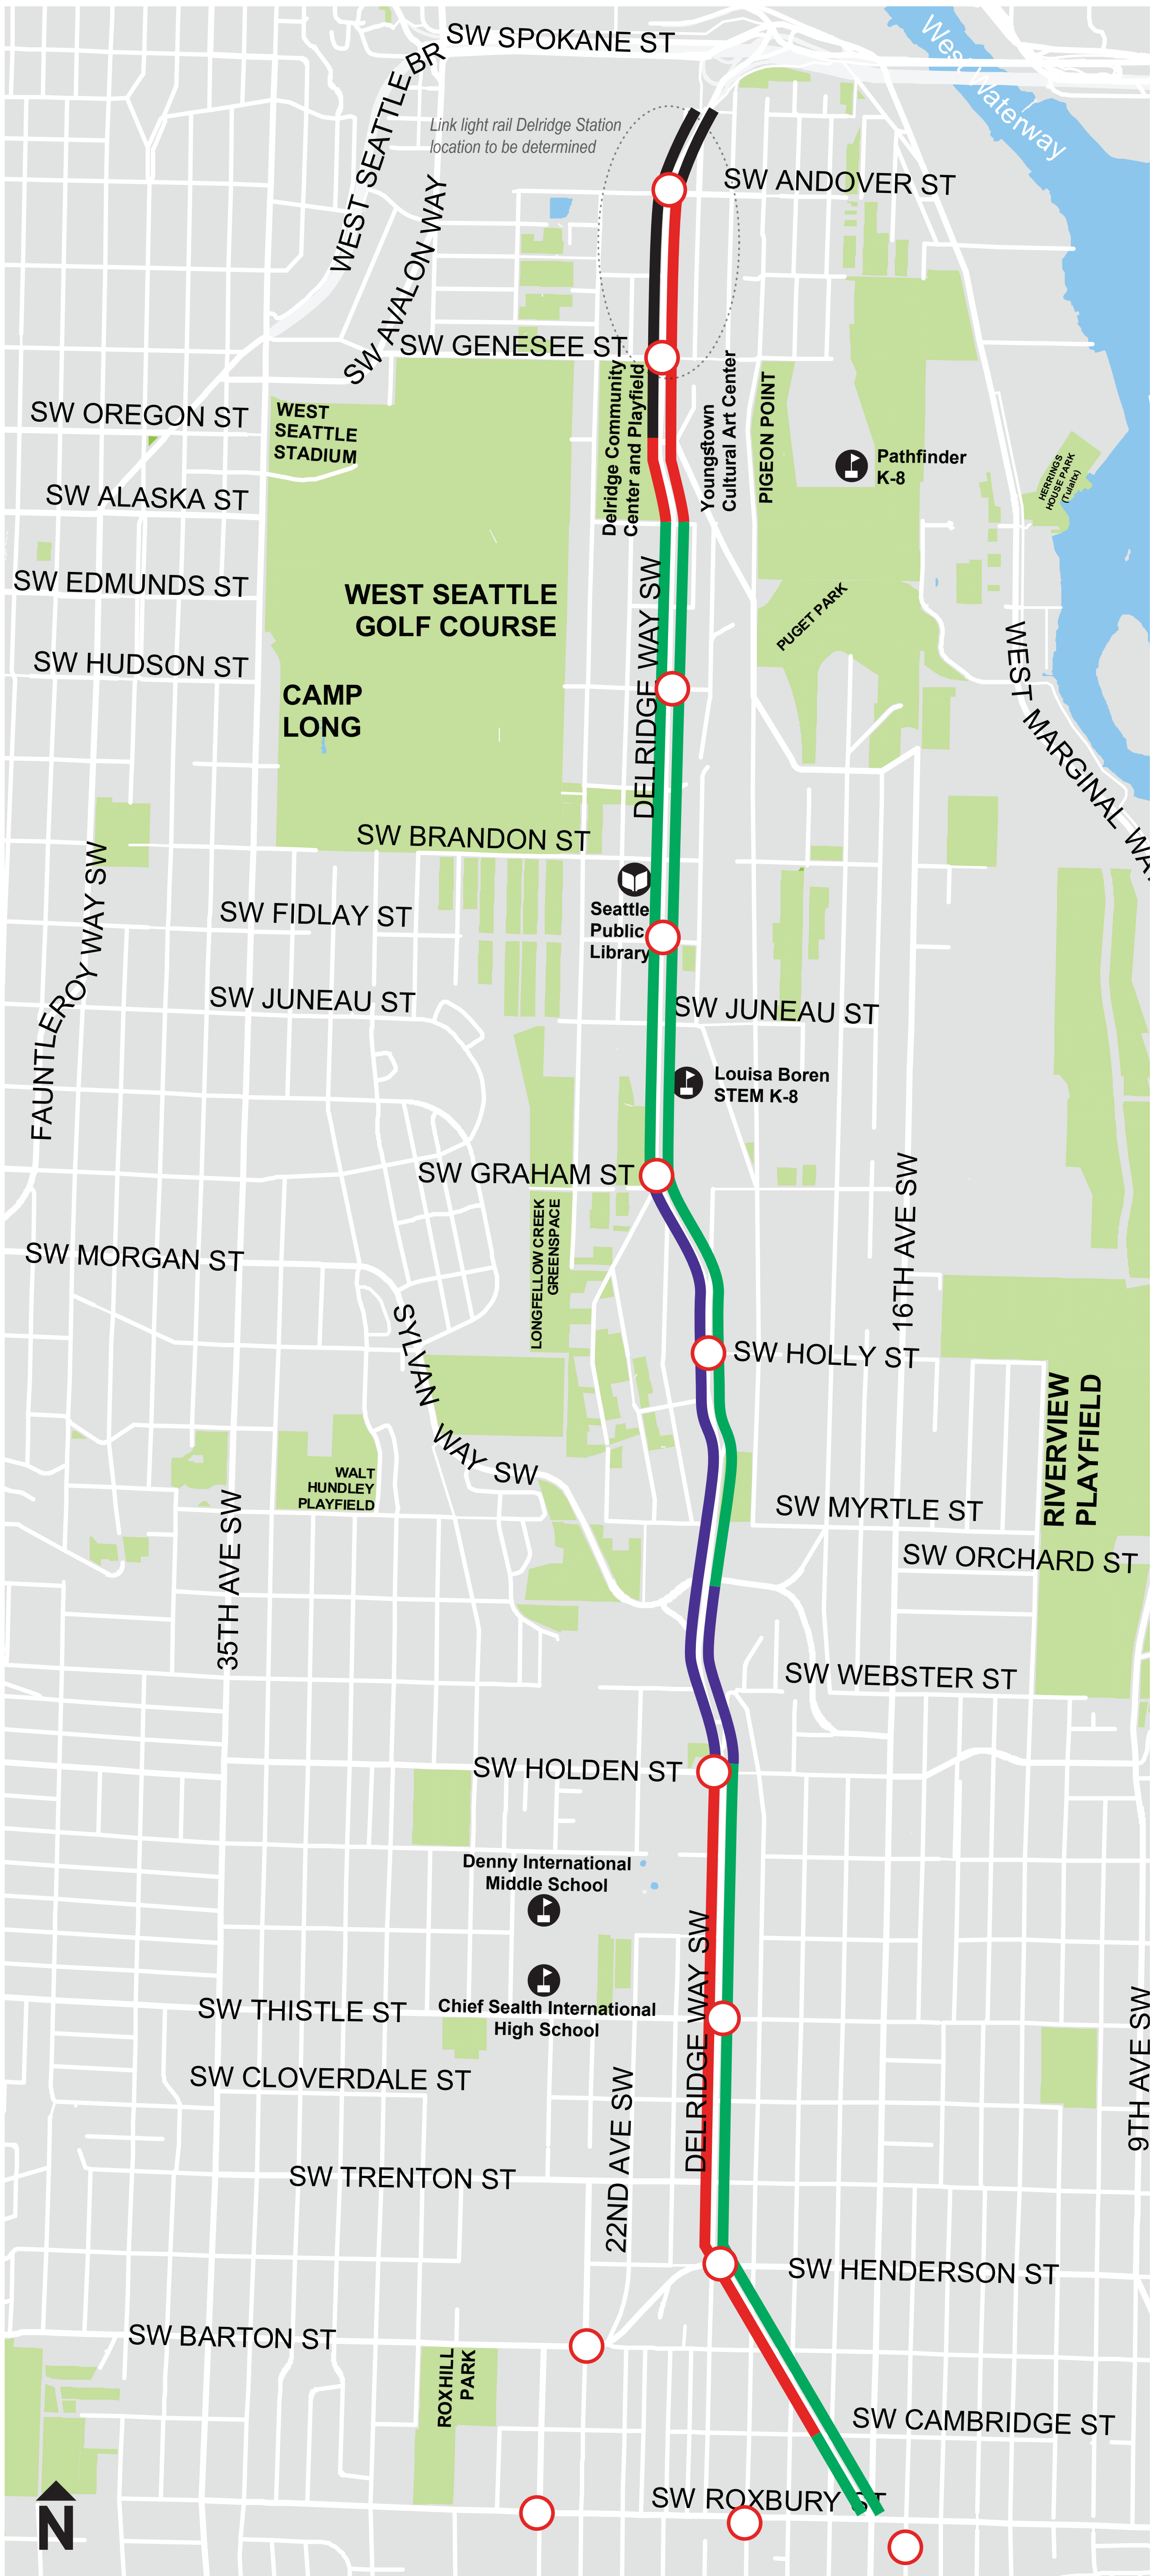 SW SPOKANE ST
WEST SEATTLE BR
West Waterway
Link light rail Delridge Station
location to be determined
SW ANDOVER ST
SW AVALON WAY
SW GENESEE ST
SW OREGON ST
WEST
SEATTLE
STADIUM
Delridge Community
Center and Playfield
Youngstown
Cultural Art Center
PIGEON POINT
Pathfinder
K-8
HERRINGS
HOUSE PARK
(Tulaltx)
SW ALASKA ST
SW EDMUNDS ST
WEST SEATTLE
GOLF COURSE
DELRIDGE WAY SW
PUGET PARK
SW HUDSON ST
CAMP
LONG
WEST MARGINAL WA
SW BRANDON ST
FAUNTLEROY WAY SW
SW FIDLAY ST
Seattle
Public
Library
SW JUNEAU ST
SW JUNEAU ST
Louisa Boren
STEM K-8
SW GRAHAM ST
16TH AVE SW
LONGFELLOW CREEK
GREENSPACE
SW MORGAN ST
SYLVAN WAY SW
SW HOLLY ST
RIVERVIEW
PLAYFIELD
WALT
HUNDLEY
PLAYFIELD
35TH AVE SW
SW MYRTLE ST
SW ORCHARD ST
SW WEBSTER ST
SW HOLDEN ST
Denny International
Middle School
DELRIDGE WAY SW
Chief Sealth International
High School
SW THISTLE ST
9TH AVE SW
SW CLOVERDALE ST
22ND AVE SW
SW TRENTON ST
SW HENDERSON ST
SW BARTON ST
ROXHILL
PARK
SW CAMBRIDGE ST
SW ROXBURY ST
N